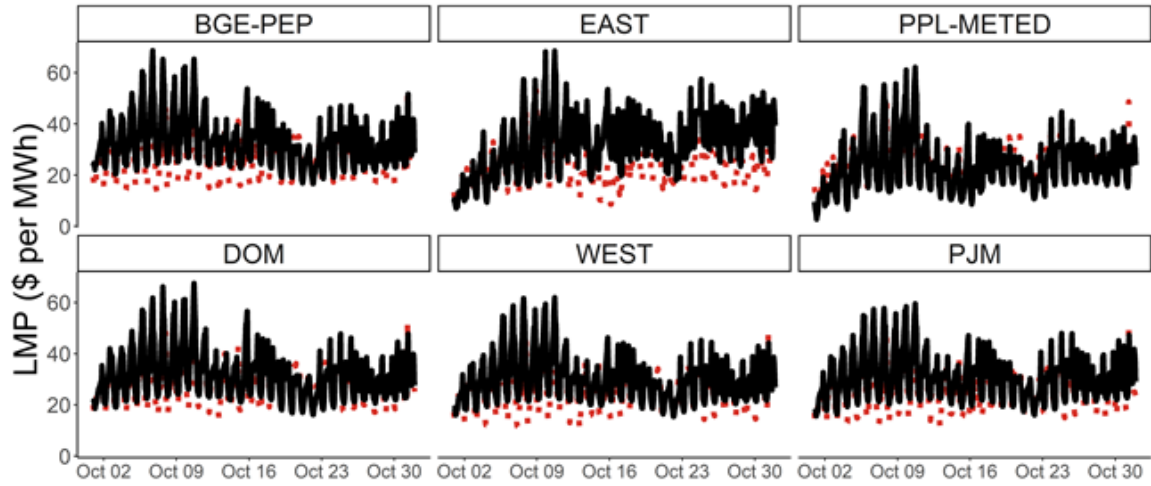 BGE-PEP EAST PPL-METED
60
40
20
0
DOM WEST PJM
60
40
20
0
Oct 02 Oct 09 Oct 16 Oct 23 Oct 30 Oct 02 Oct 09 Oct 16 Oct 23 Oct 30 Oct 02 Oct 09 Oct 16 Oct 23 Oct 30
LMP ($ per MWh)